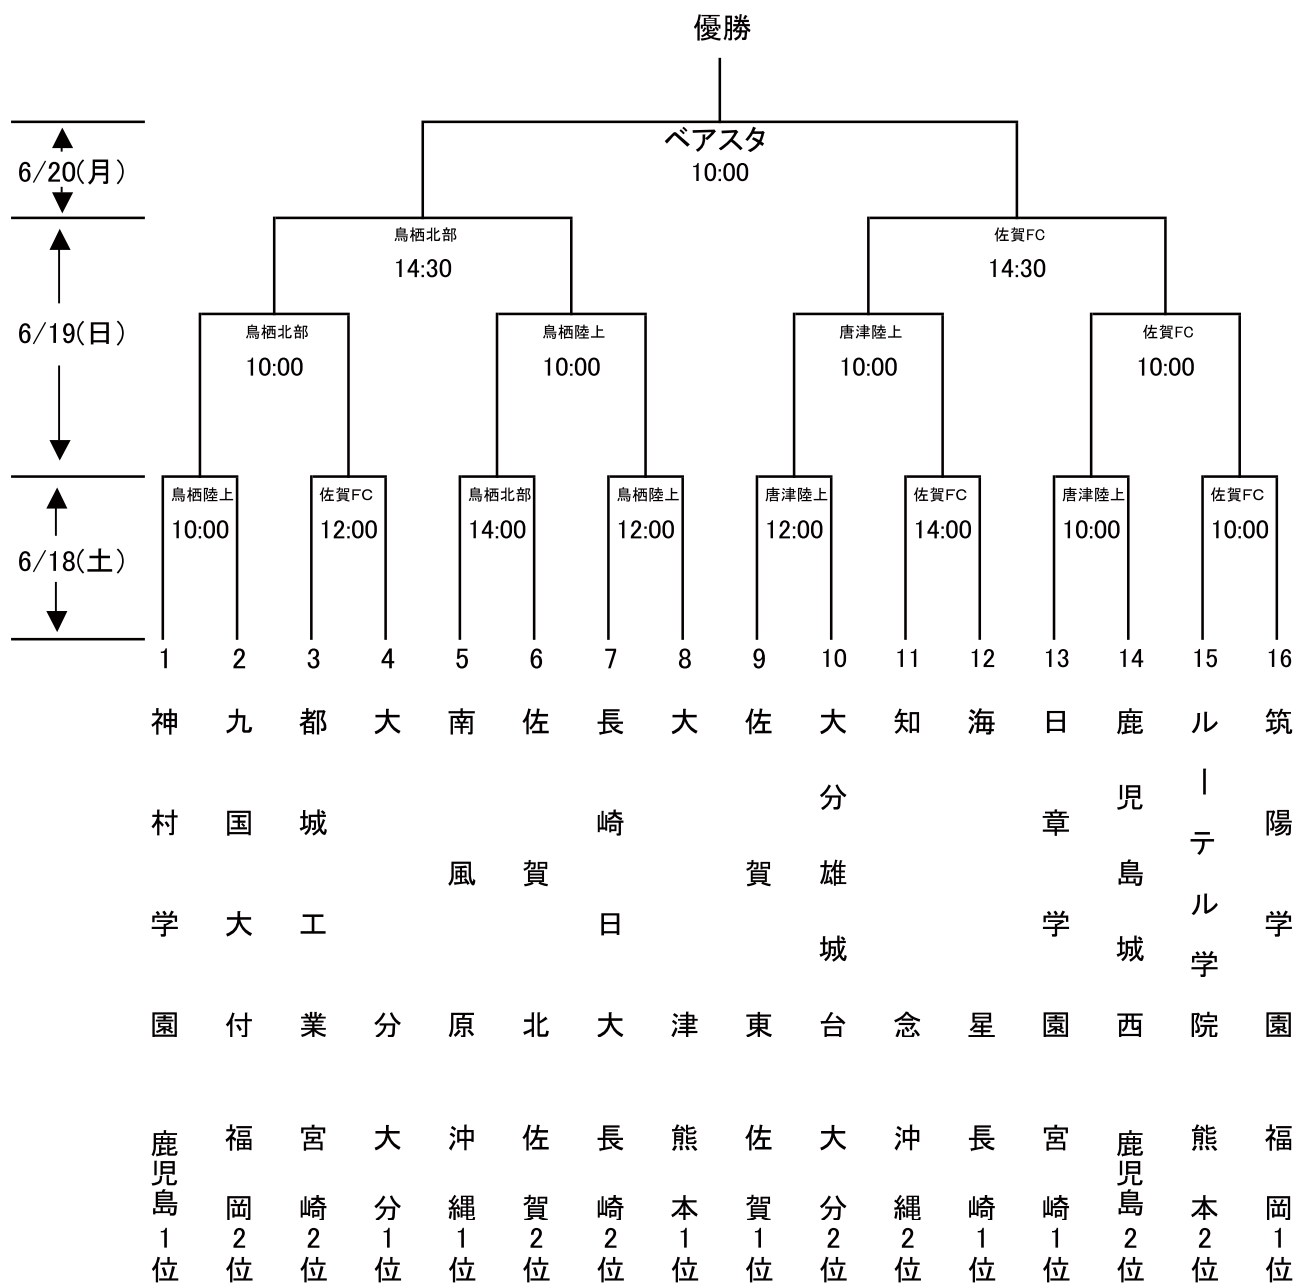 優勝
ベアスタ
10:00
6/20(月)
鳥栖北部
14:30
佐賀FC
14:30
6/19(日)
鳥栖北部
10:00
鳥栖陸上
10:00
唐津陸上
10:00
佐賀FC
10:00
6/18(土)
鳥栖陸上
10:00
佐賀FC
12:00
鳥栖北部
14:00
鳥栖陸上
12:00
唐津陸上
12:00
佐賀FC
14:00
唐津陸上
10:00
佐賀FC
10:00
1
神村学園
鹿児島1位
2
九国大付
福岡2位
3
都城工業
宮崎2位
4
大分
大分1位
5
南風原
沖縄1位
6
佐賀北
佐賀2位
7
長崎日大
長崎2位
8
大津
熊本1位
9
佐賀東
佐賀1位
10
大分雄城台
大分2位
11
知念
沖縄2位
12
海星
長崎1位
13
日章学園
宮崎1位
14
鹿児島城西
鹿児島2位
15
ルーテル学院
熊本2位
16
筑陽学園
福岡1位